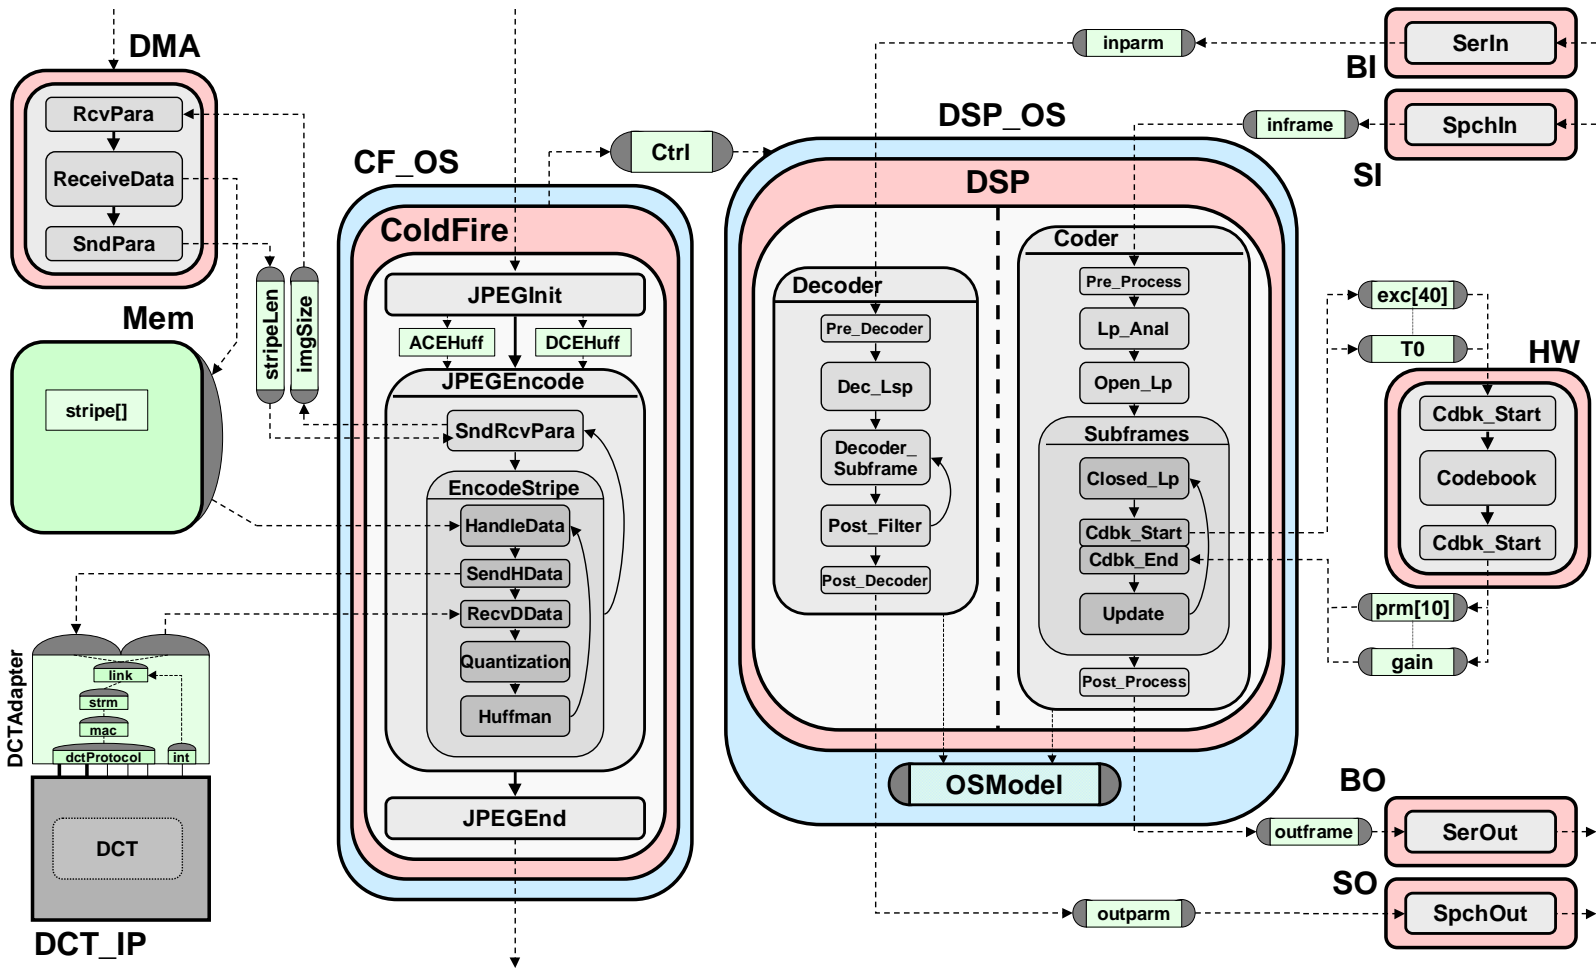 DMA
RcvPara
ReceiveData
SndPara
Mem
stripe[]
stripeLen
imgSize
DCTAdapter
link
strm
mac
dctProtocol
int
DCT
DCT_IP
CF_OS
ColdFire
JPEGInit
ACEHuff
DCEHuff
JPEGEncode
SndRcvPara
EncodeStripe
HandleData
SendHData
RecvDData
Quantization
Huffman
JPEGEnd
Ctrl
DSP_OS
DSP
Decoder
Pre_Decoder
Dec_Lsp
Decoder_
Subframe
Post_Filter
Post_Decoder
Coder
Pre_Process
Lp_Anal
Open_Lp
Subframes
Closed_Lp
Cdbk_Start
Cdbk_End
Update
Post_Process
OSModel
inparm
SerIn
BI
inframe
SpchIn
SI
exc[40]
T0
HW
Cdbk_Start
Codebook
Cdbk_Start
prm[10]
gain
BO
outframe
SerOut
SO
outparm
SpchOut